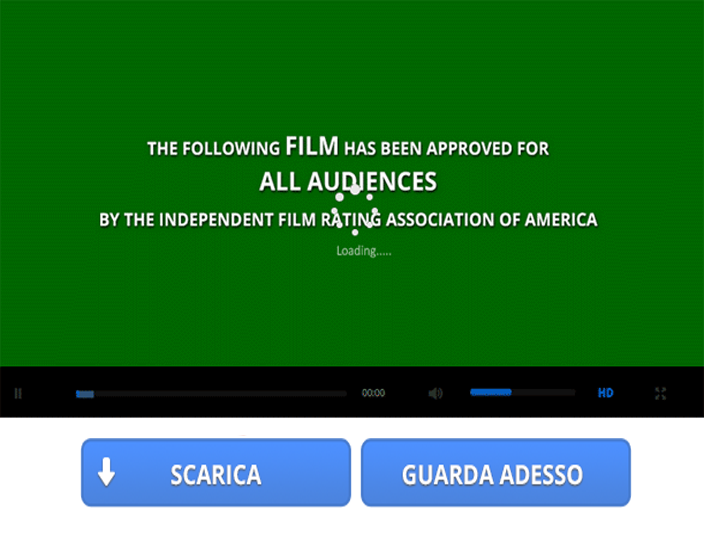 THE FOLLOWING FILM HAS BEEN APPROVED FOR
ALL AUDIENCES
BY THE INDEPENDENT FILM RATING ASSOCIATION OF AMERICA
Loading.....
00:00
HD
SCARICA
GUARDA ADESSO